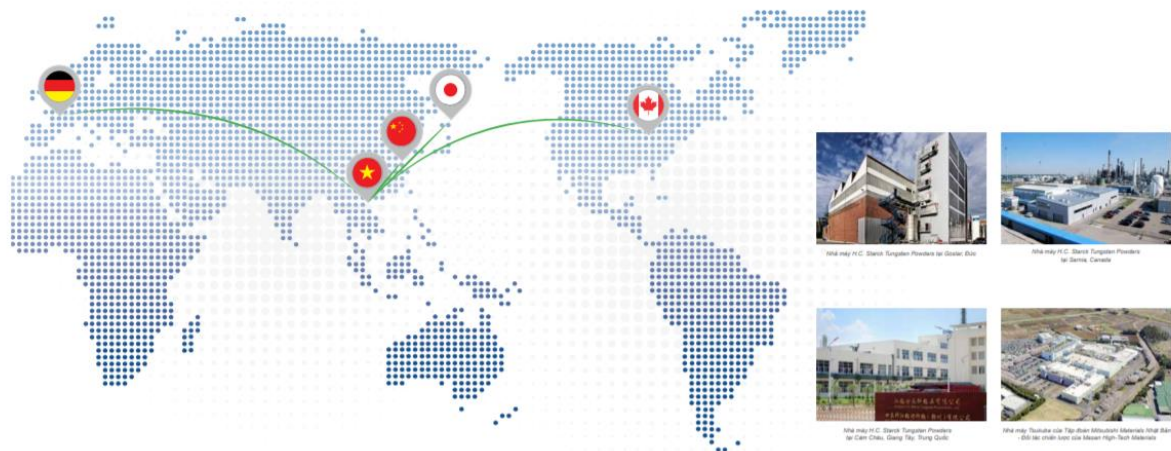 Nhà máy H.C. Starck Tungsten Powders tại Goslar, Đức
Nhà máy H.C. Starck Tungsten Powders
tại Sarnia, Canada
Nhà máy H.C. Starck Tungsten Powders
tại Cám Châu, Giang Tây, Trung Quốc
Nhà máy Tsukuba của Tập đoàn Mitsubishi Materials Nhật Bản
- Đối tác chiến lược của Masan High-Tech Materials